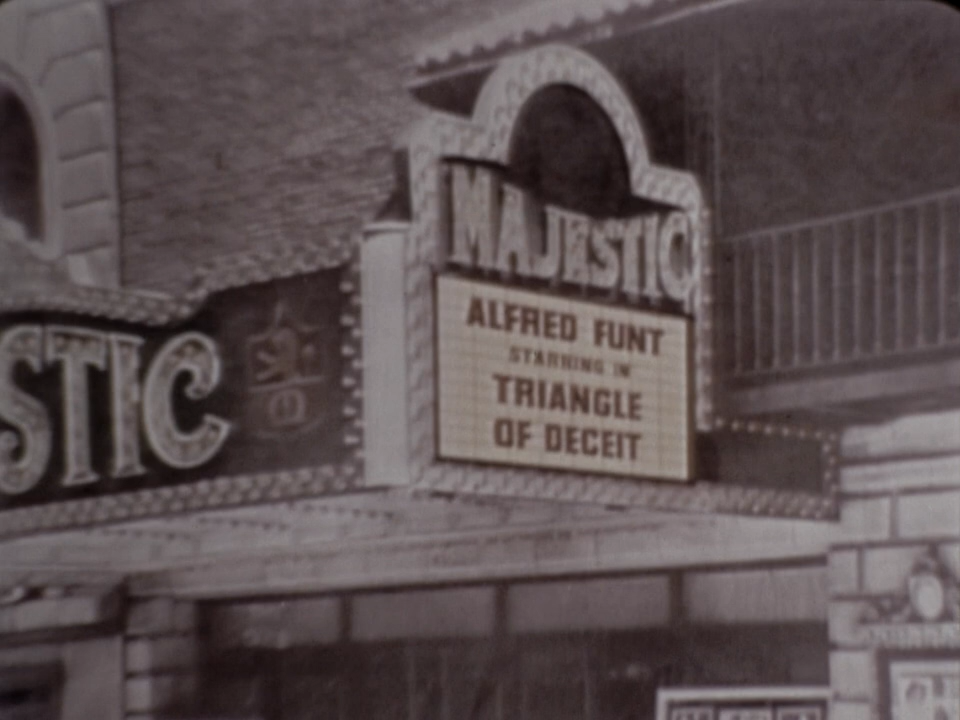 MAJESTIC
ALFRED FUNT
STARRING IN
TRIANGLE
OF DECEIT
STIC